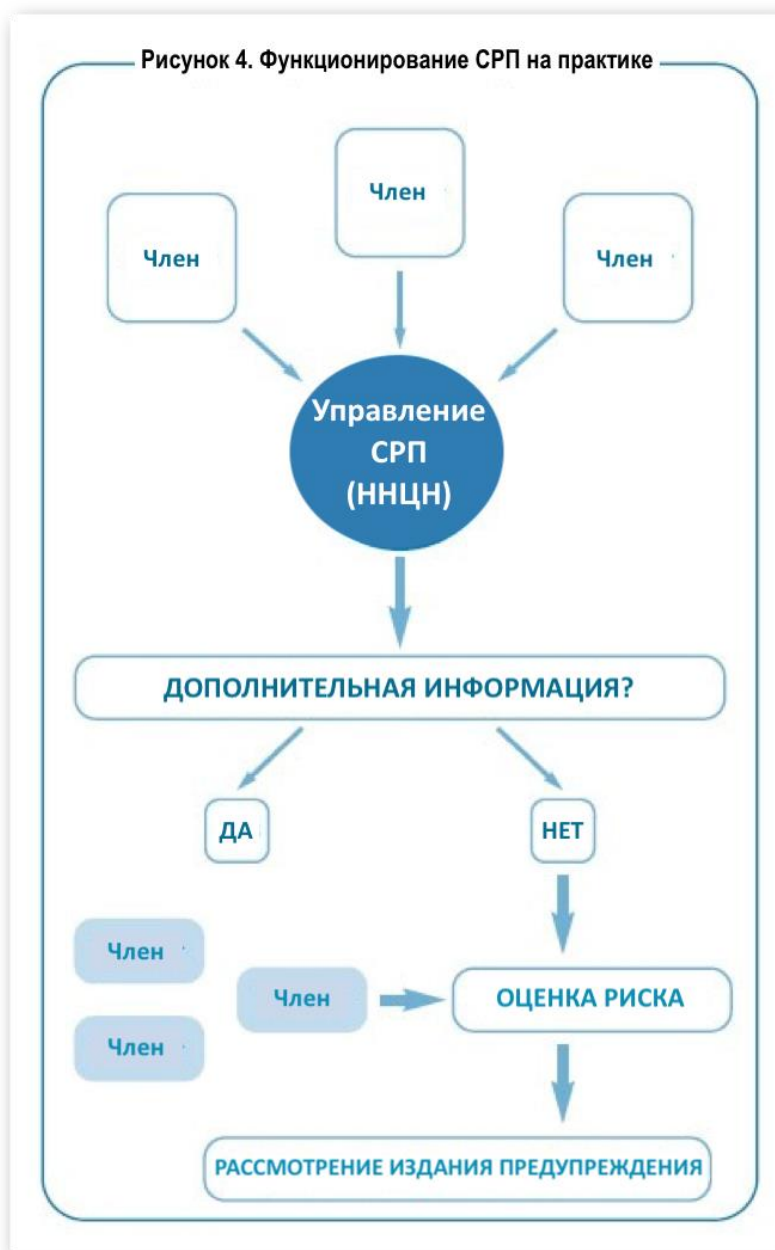 Рисунок 4. Функционирование СРП на практике
Член
Член
Член
Управление
СРП
(ННЦН)
ДОПОЛНИТЕЛЬНАЯ ИНФОРМАЦИЯ?
ДА
НЕТ
Член
Член
ОЦЕНКА РИСКА
Член
РАССМОТРЕНИЕ ИЗДАНИЯ ПРЕДУПРЕЖДЕНИЯ